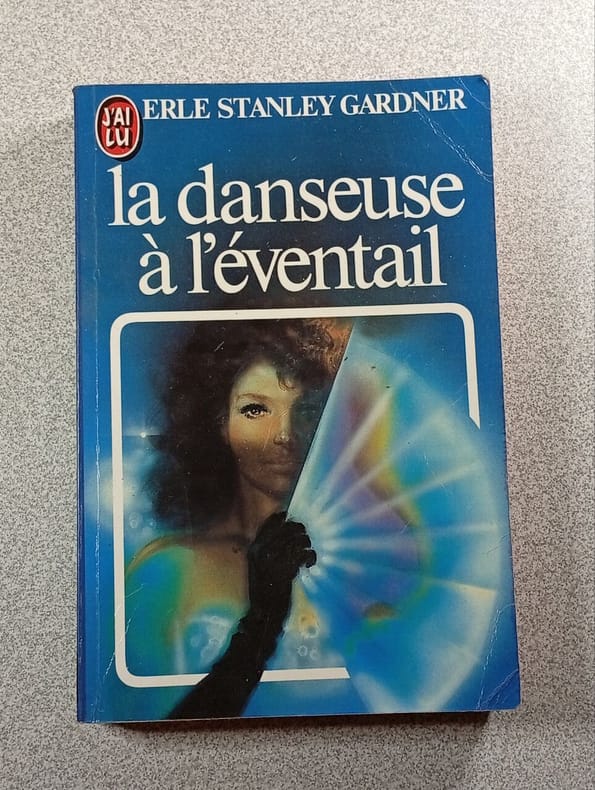 J'AI
LU
ERLE STANLEY GARDNER
la danseuse
à l'éventail